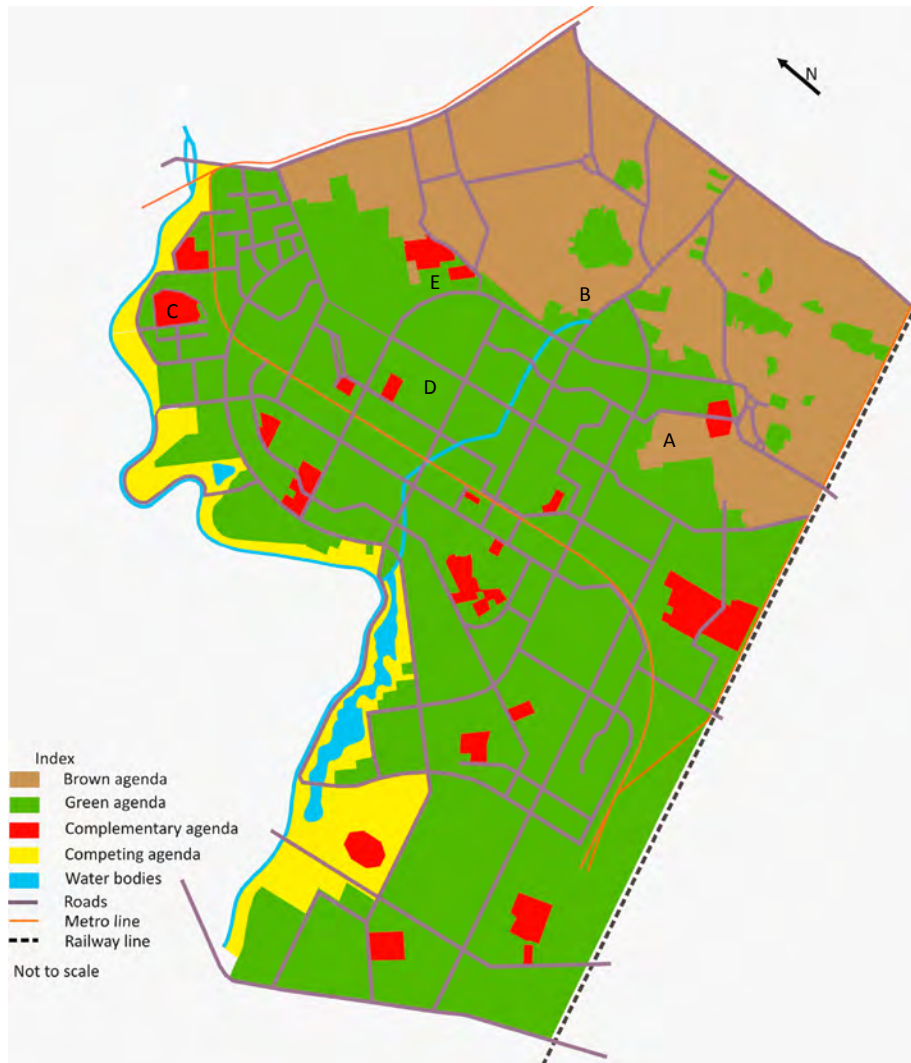 N
E
B
C
D
A
Index
Brown agenda
Green agenda
Complementary agenda
Competing agenda
Water bodies
Roads
Metro line
Railway line
Not to scale